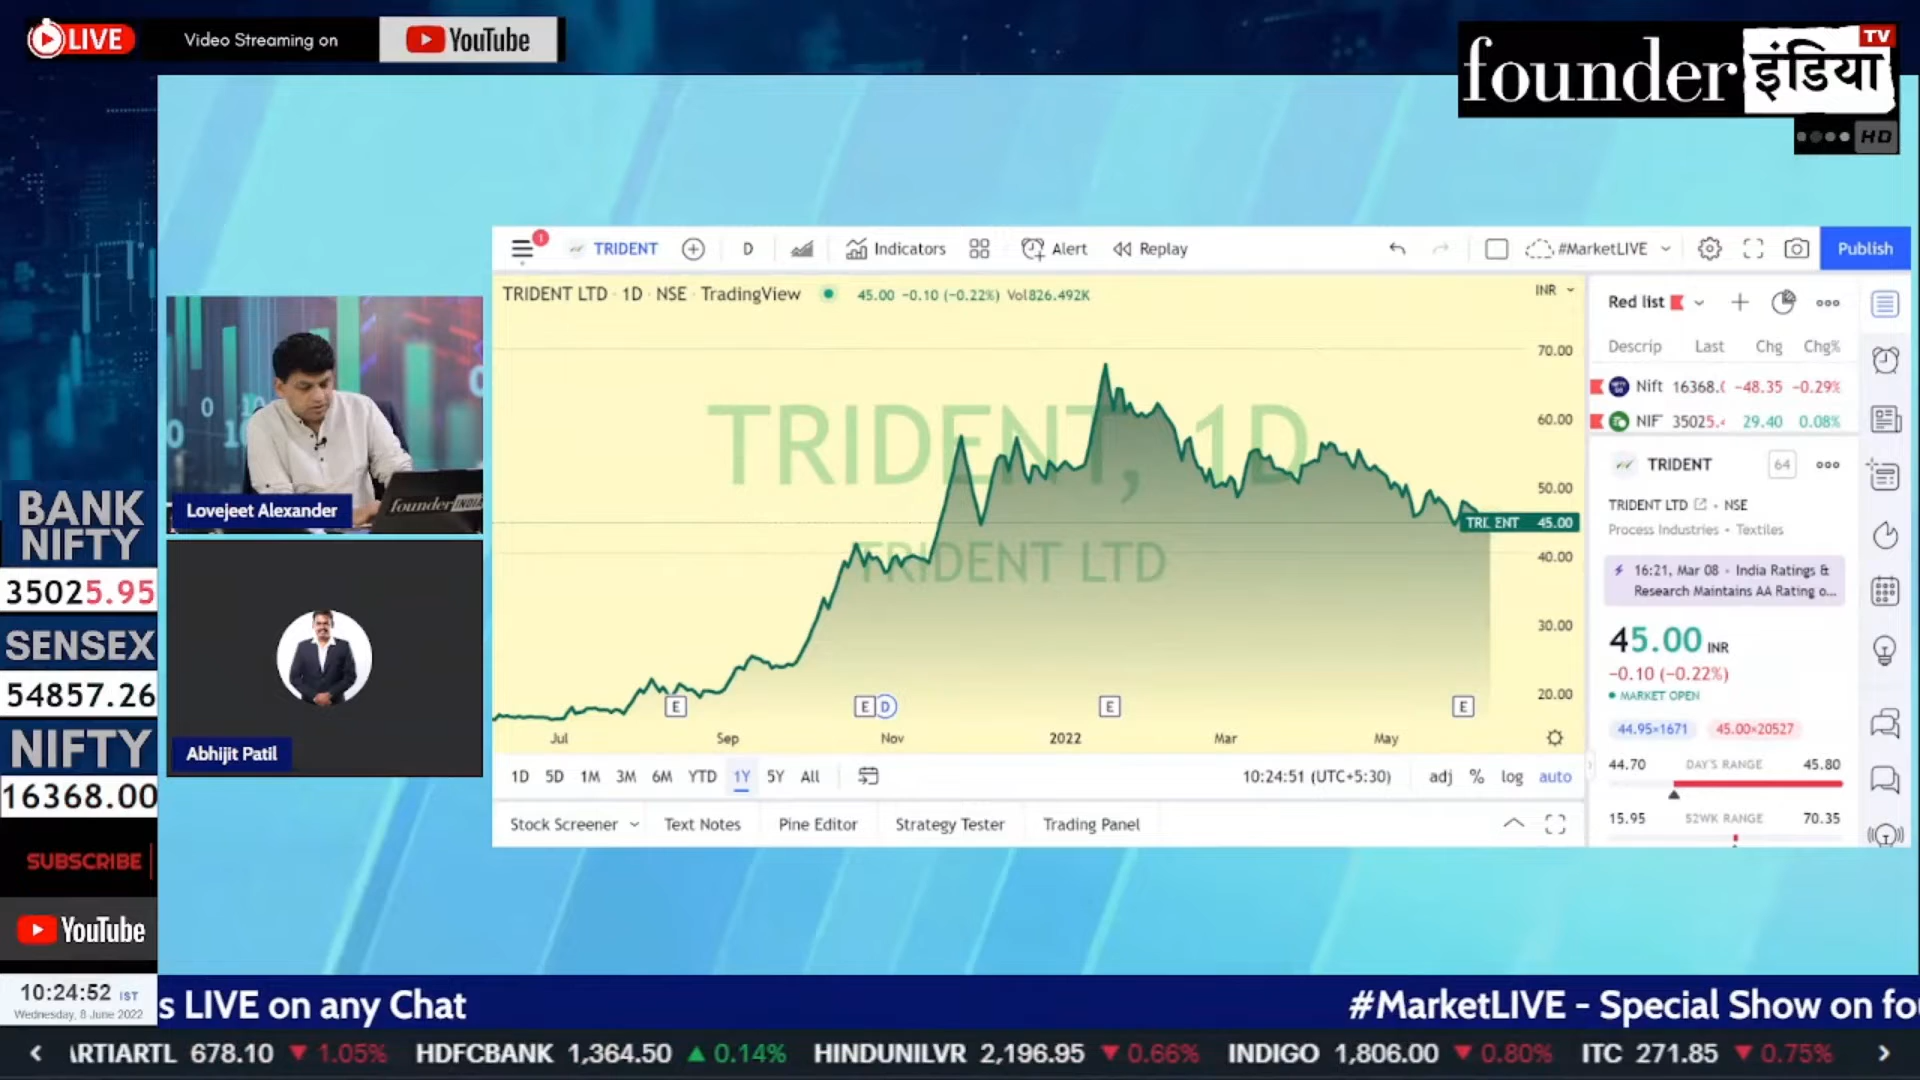 LIVE
Video Streaming on
YouTube
founder इंडिया
TV
HD
TRIDENT
D
Indicators
Alert
Replay
#MarketLIVE
Publish
1
TRIDENT LTD · 1D · NSE · TradingView
45.00 −0.10 (−0.22%) Vol826.492K
INR
TRIDENT, 1D
TRIDENT LTD
70.00
60.00
50.00
45.00
40.00
30.00
20.00
E
E
D
E
E
Jul
Sep
Nov
2022
Mar
May
1D 5D 1M 3M 6M YTD 1Y 5Y All
10:24:51 (UTC+5:30)
adj % log auto
Stock Screener
Text Notes
Pine Editor
Strategy Tester
Trading Panel
Red list
Descrip Last Chg Chg%
Nift 16368. −48.35 −0.29%
NIF 35025. 29.40 0.08%
TRIDENT
64
TRIDENT LTD · NSE
Process Industries · Textiles
16:21, Mar 08 · India Ratings &
Research Maintains AA Rating o...
45.00 INR
−0.10 (−0.22%)
MARKET OPEN
44.95×1671
45.00×20527
44.70 DAY'S RANGE 45.80
15.95 52WK RANGE 70.35
founder INDIA
Lovejeet Alexander
Abhijit Patil
BANK
NIFTY
35025.95
SENSEX
54857.26
NIFTY
16368.00
SUBSCRIBE
YouTube
10:24:52 IST
Wednesday, 8 June 2022
s LIVE on any Chat
#MarketLIVE - Special Show on fou
ARTIARTL 678.10 ▼ 1.05% HDFCBANK 1,364.50 ▲ 0.14% HINDUNILVR 2,196.95 ▼ 0.66% INDIGO 1,806.00 ▼ 0.80% ITC 271.85 ▼ 0.75%